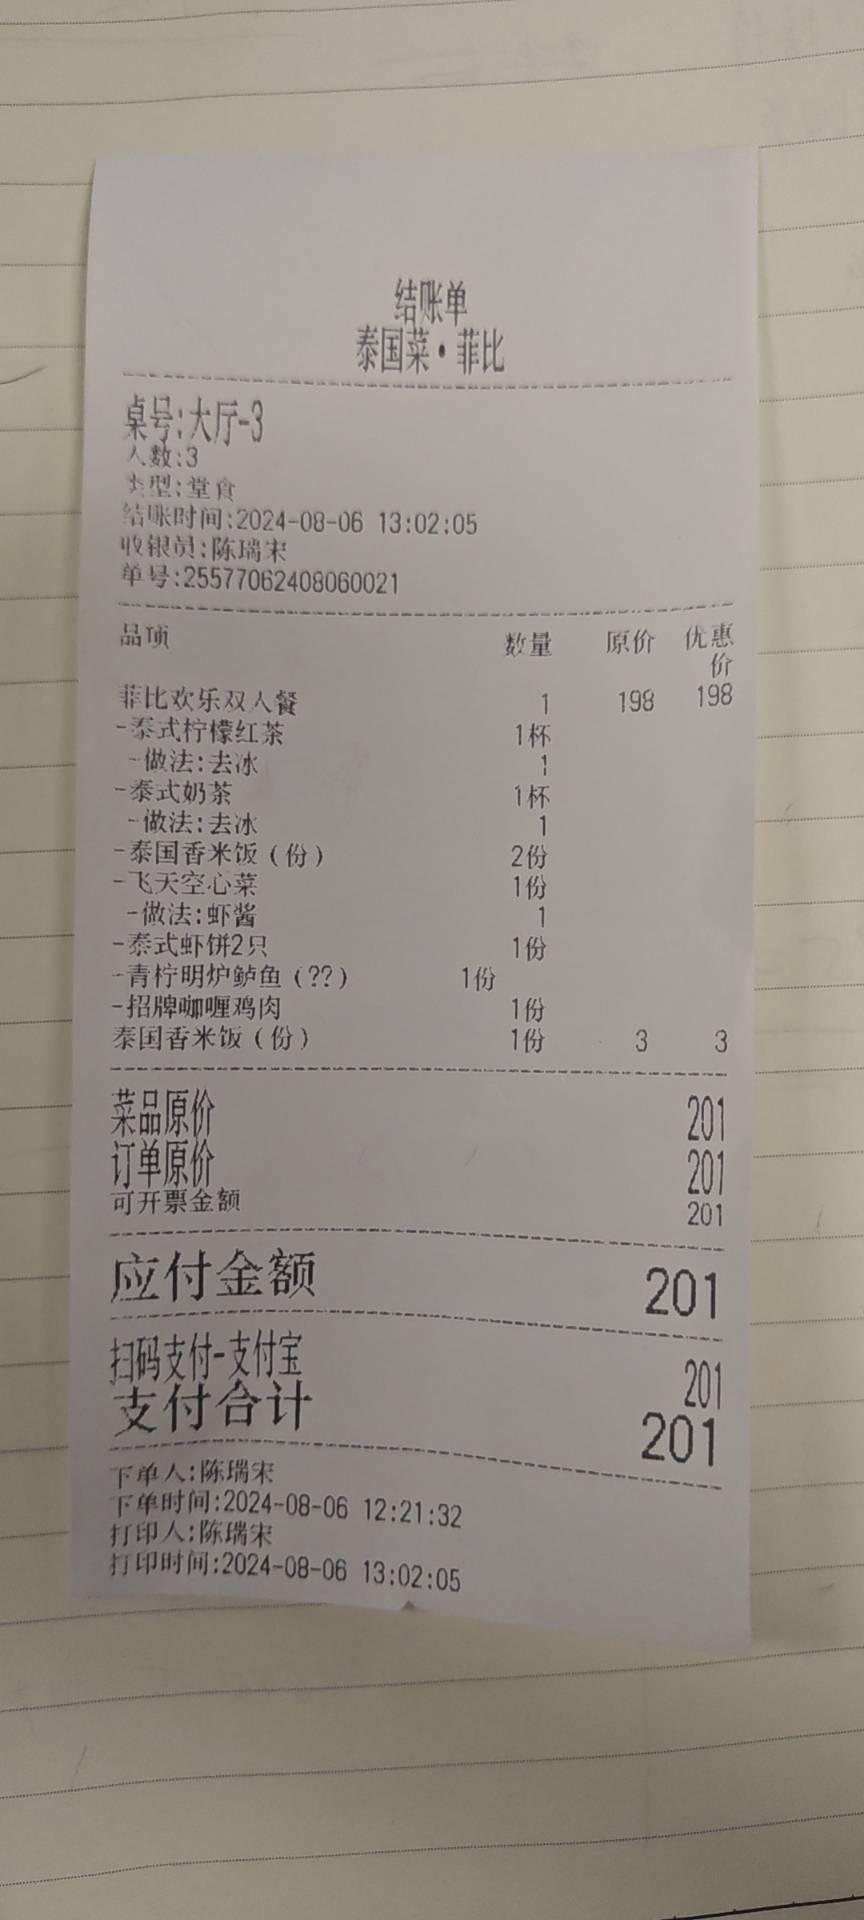 结账单
泰国菜·菲比
桌号:大厅-3
人数:3
类型:堂食
结账时间:2024-08-06 13:02:05
收银员:陈瑞宋
单号:25577062408060021
品项 数量 原价 优惠价
菲比欢乐双人餐 1 198 198
-泰式柠檬红茶 1杯
-做法:去冰 1
-泰式奶茶 1杯
-做法:去冰 1
-泰国香米饭(份) 2份
-飞天空心菜 1份
-做法:虾酱 1
-泰式虾饼2只 1份
-青柠明炉鲈鱼(??) 1份
-招牌咖喱鸡肉 1份
泰国香米饭(份) 1份 3 3
菜品原价 201
订单原价 201
可开票金额 201
应付金额 201
扫码支付-支付宝 201
支付合计 201
下单人:陈瑞宋
下单时间:2024-08-06 12:21:32
打印人:陈瑞宋
打印时间:2024-08-06 13:02:05